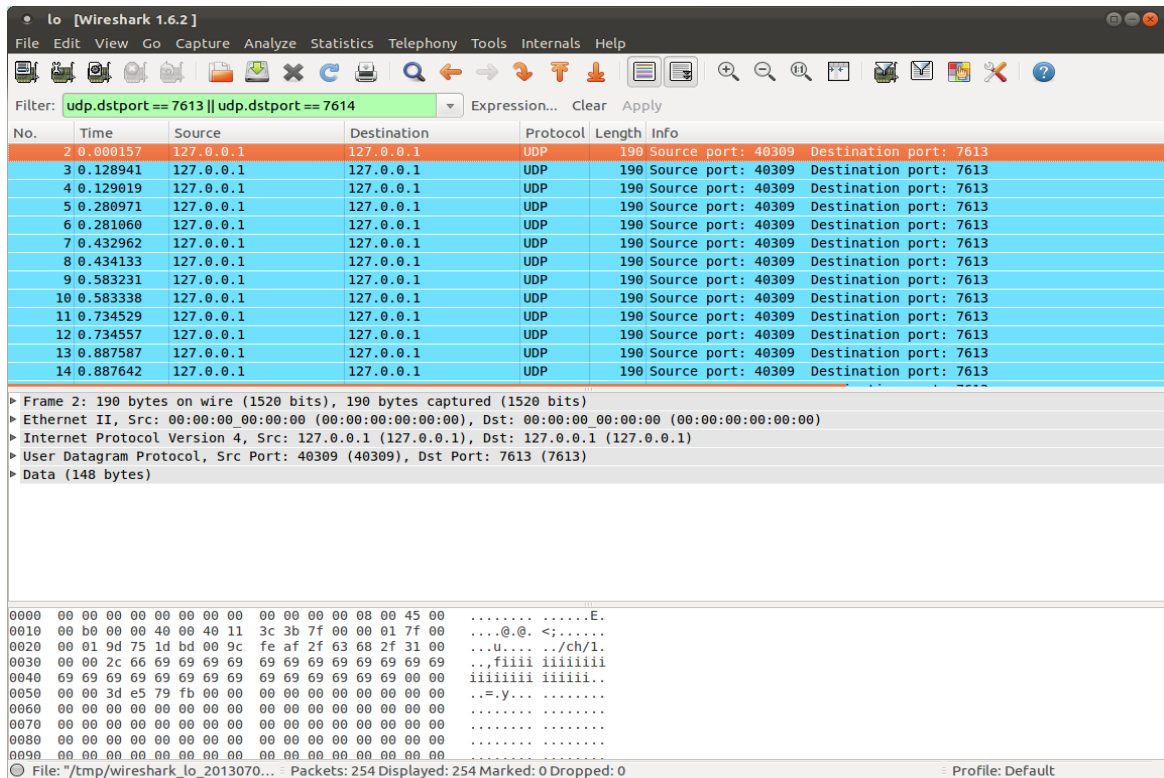 lo [Wireshark 1.6.2 ]
File Edit View Go Capture Analyze Statistics Telephony Tools Internals Help
Filter: udp.dstport == 7613 || udp.dstport == 7614 Expression... Clear Apply
No. Time Source Destination Protocol Length Info
2 0.000157 127.0.0.1 127.0.0.1 UDP 190 Source port: 40309 Destination port: 7613
3 0.128941 127.0.0.1 127.0.0.1 UDP 190 Source port: 40309 Destination port: 7613
4 0.129019 127.0.0.1 127.0.0.1 UDP 190 Source port: 40309 Destination port: 7613
5 0.280971 127.0.0.1 127.0.0.1 UDP 190 Source port: 40309 Destination port: 7613
6 0.281060 127.0.0.1 127.0.0.1 UDP 190 Source port: 40309 Destination port: 7613
7 0.432962 127.0.0.1 127.0.0.1 UDP 190 Source port: 40309 Destination port: 7613
8 0.434133 127.0.0.1 127.0.0.1 UDP 190 Source port: 40309 Destination port: 7613
9 0.583231 127.0.0.1 127.0.0.1 UDP 190 Source port: 40309 Destination port: 7613
10 0.583338 127.0.0.1 127.0.0.1 UDP 190 Source port: 40309 Destination port: 7613
11 0.734529 127.0.0.1 127.0.0.1 UDP 190 Source port: 40309 Destination port: 7613
12 0.734557 127.0.0.1 127.0.0.1 UDP 190 Source port: 40309 Destination port: 7613
13 0.887587 127.0.0.1 127.0.0.1 UDP 190 Source port: 40309 Destination port: 7613
14 0.887642 127.0.0.1 127.0.0.1 UDP 190 Source port: 40309 Destination port: 7613
Frame 2: 190 bytes on wire (1520 bits), 190 bytes captured (1520 bits)
Ethernet II, Src: 00:00:00_00:00:00 (00:00:00:00:00:00), Dst: 00:00:00_00:00:00 (00:00:00:00:00:00)
Internet Protocol Version 4, Src: 127.0.0.1 (127.0.0.1), Dst: 127.0.0.1 (127.0.0.1)
User Datagram Protocol, Src Port: 40309 (40309), Dst Port: 7613 (7613)
Data (148 bytes)
0000 00 00 00 00 00 00 00 00 00 00 00 00 08 00 45 00 ........ ......E.
0010 00 b0 00 00 40 00 40 11 3c 3b 7f 00 00 01 7f 00 ....@.@. <;......
0020 00 01 9d 75 1d bd 00 9c fe af 2f 63 68 2f 31 00 ...u.... ../ch/1.
0030 00 00 2c 66 69 69 69 69 69 69 69 69 69 69 69 69 ..,fiiii iiiiiiii
0040 69 69 69 69 69 69 69 69 69 69 69 69 69 69 00 00 iiiiiiii iiiiii..
0050 00 00 3d e5 79 fb 00 00 00 00 00 00 00 00 00 00 ..=.y... ........
0060 00 00 00 00 00 00 00 00 00 00 00 00 00 00 00 00 ........ ........
0070 00 00 00 00 00 00 00 00 00 00 00 00 00 00 00 00 ........ ........
0080 00 00 00 00 00 00 00 00 00 00 00 00 00 00 00 00 ........ ........
0090 00 00 00 00 00 00 00 00 00 00 00 00 00 00 00 00 ........ ........
File: "/tmp/wireshark_lo_2013070... Packets: 254 Displayed: 254 Marked: 0 Dropped: 0 Profile: Default